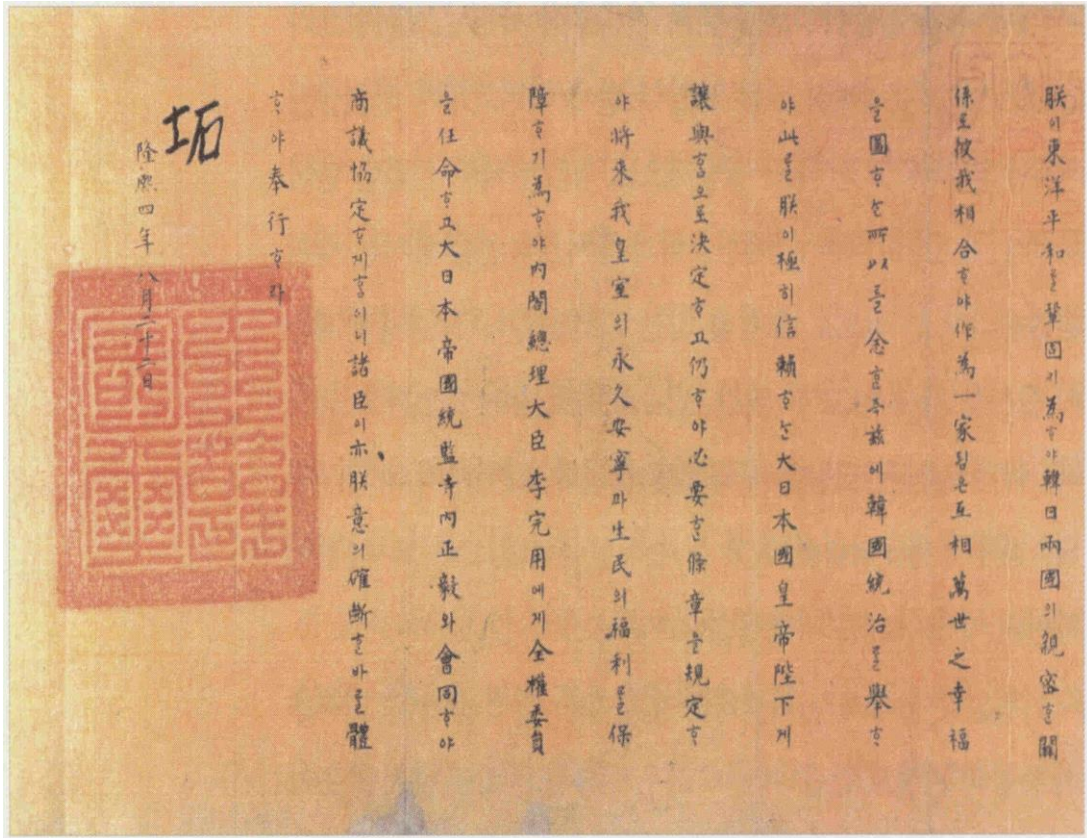 朕이東洋平和를鞏固기爲ᄒᆞ야韓日兩國의親密ᄒᆞᆫ關
係로彼我相合ᄒᆞ야作爲一家ᄒᆞᆷ은互相萬世之幸福
을圖ᄒᆞᄂᆞᆫ所以를念ᄒᆞᆫ즉玆에韓國統治를擧ᄒᆞ
야此를朕이極히信賴ᄒᆞᄂᆞᆫ大日本國皇帝陛下게
讓與ᄒᆞᆷ으로決定ᄒᆞ고仍ᄒᆞ야必要ᄒᆞᆫ條章을規定ᄒᆞ
야將來我皇室의永久安寧과生民의福利를保
障ᄒᆞ기爲ᄒᆞ야內閣總理大臣李完用에게全權委員
을任命ᄒᆞ고大日本帝國統監寺內正毅와會同ᄒᆞ야
商議協定ᄒᆞ게ᄒᆞᆷ이니諸臣이亦朕意의確斷ᄒᆞᆫ바를體
ᄒᆞ야奉行ᄒᆞ라
坧
隆熙四年八月二十二日